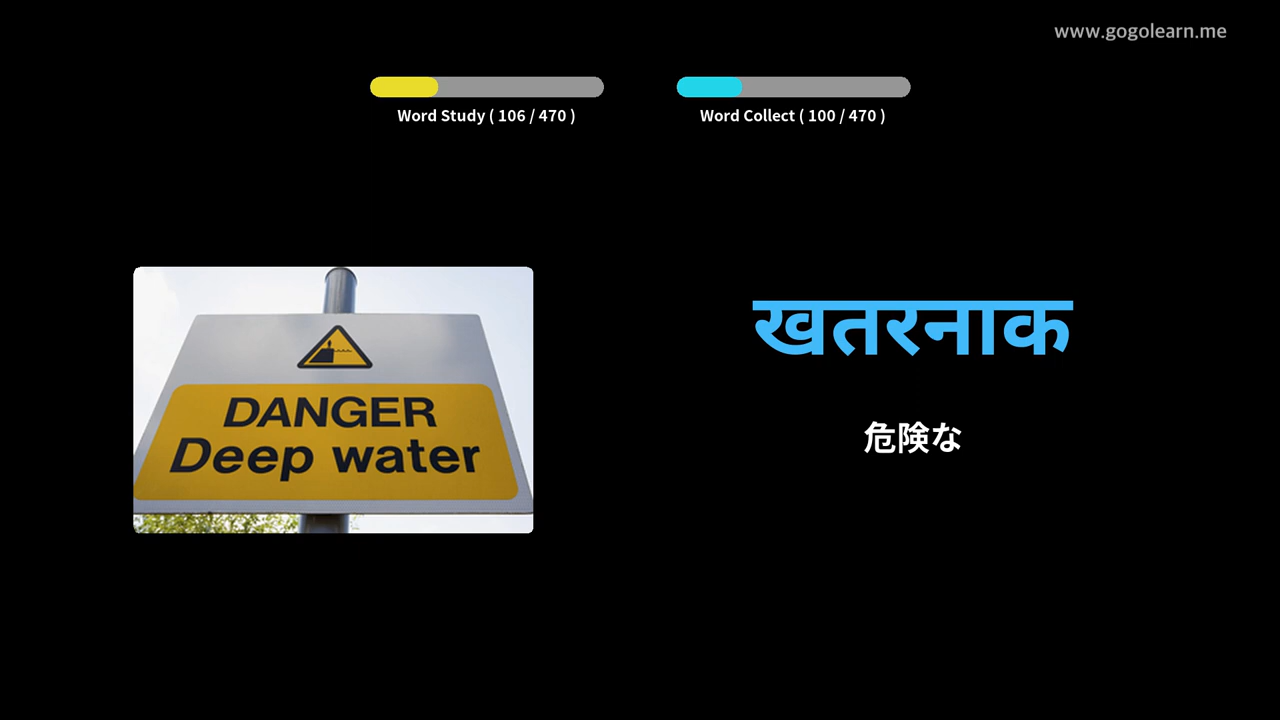 www.gogolearn.me
Word Study ( 106 / 470 )
Word Collect ( 100 / 470 )
DANGER
Deep water
खतरनाक
危険な